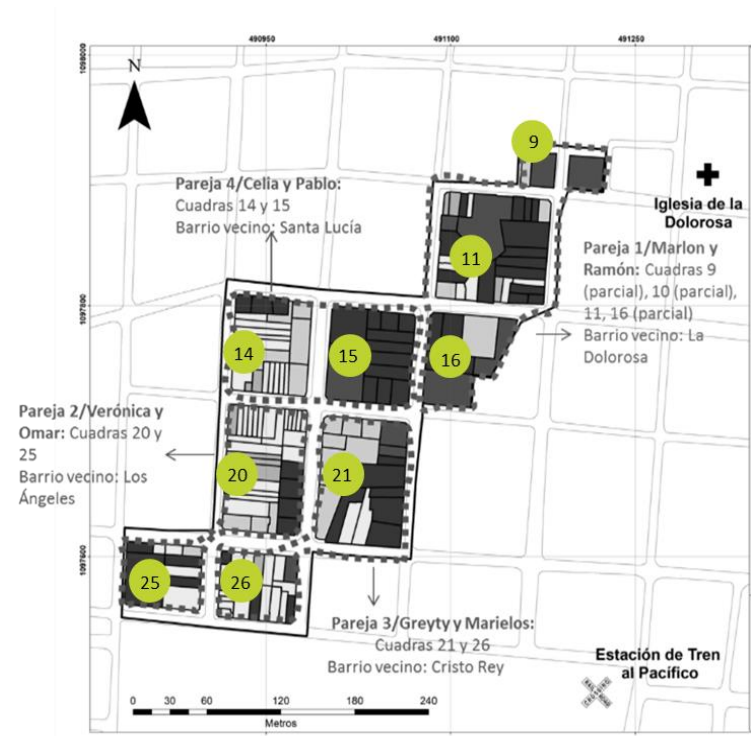 490950
491100
491250
1098000
N
9
Iglesia de la
Dolorosa
Pareja 4/Celia y Pablo:
Cuadras 14 y 15
Barrio vecino: Santa Lucía
11
Pareja 1/Marlon y
Ramón: Cuadras 9
(parcial), 10 (parcial),
11, 16 (parcial)
Barrio vecino: La
Dolorosa
1097800
14
15
16
Pareja 2/Verónica y
Omar: Cuadras 20 y
25
Barrio vecino: Los
Ángeles
20
21
1097600
25
26
Pareja 3/Greyty y Marielos:
Cuadras 21 y 26
Barrio vecino: Cristo Rey
Estación de Tren
al Pacífico
0 30 60 120 180 240
Metros